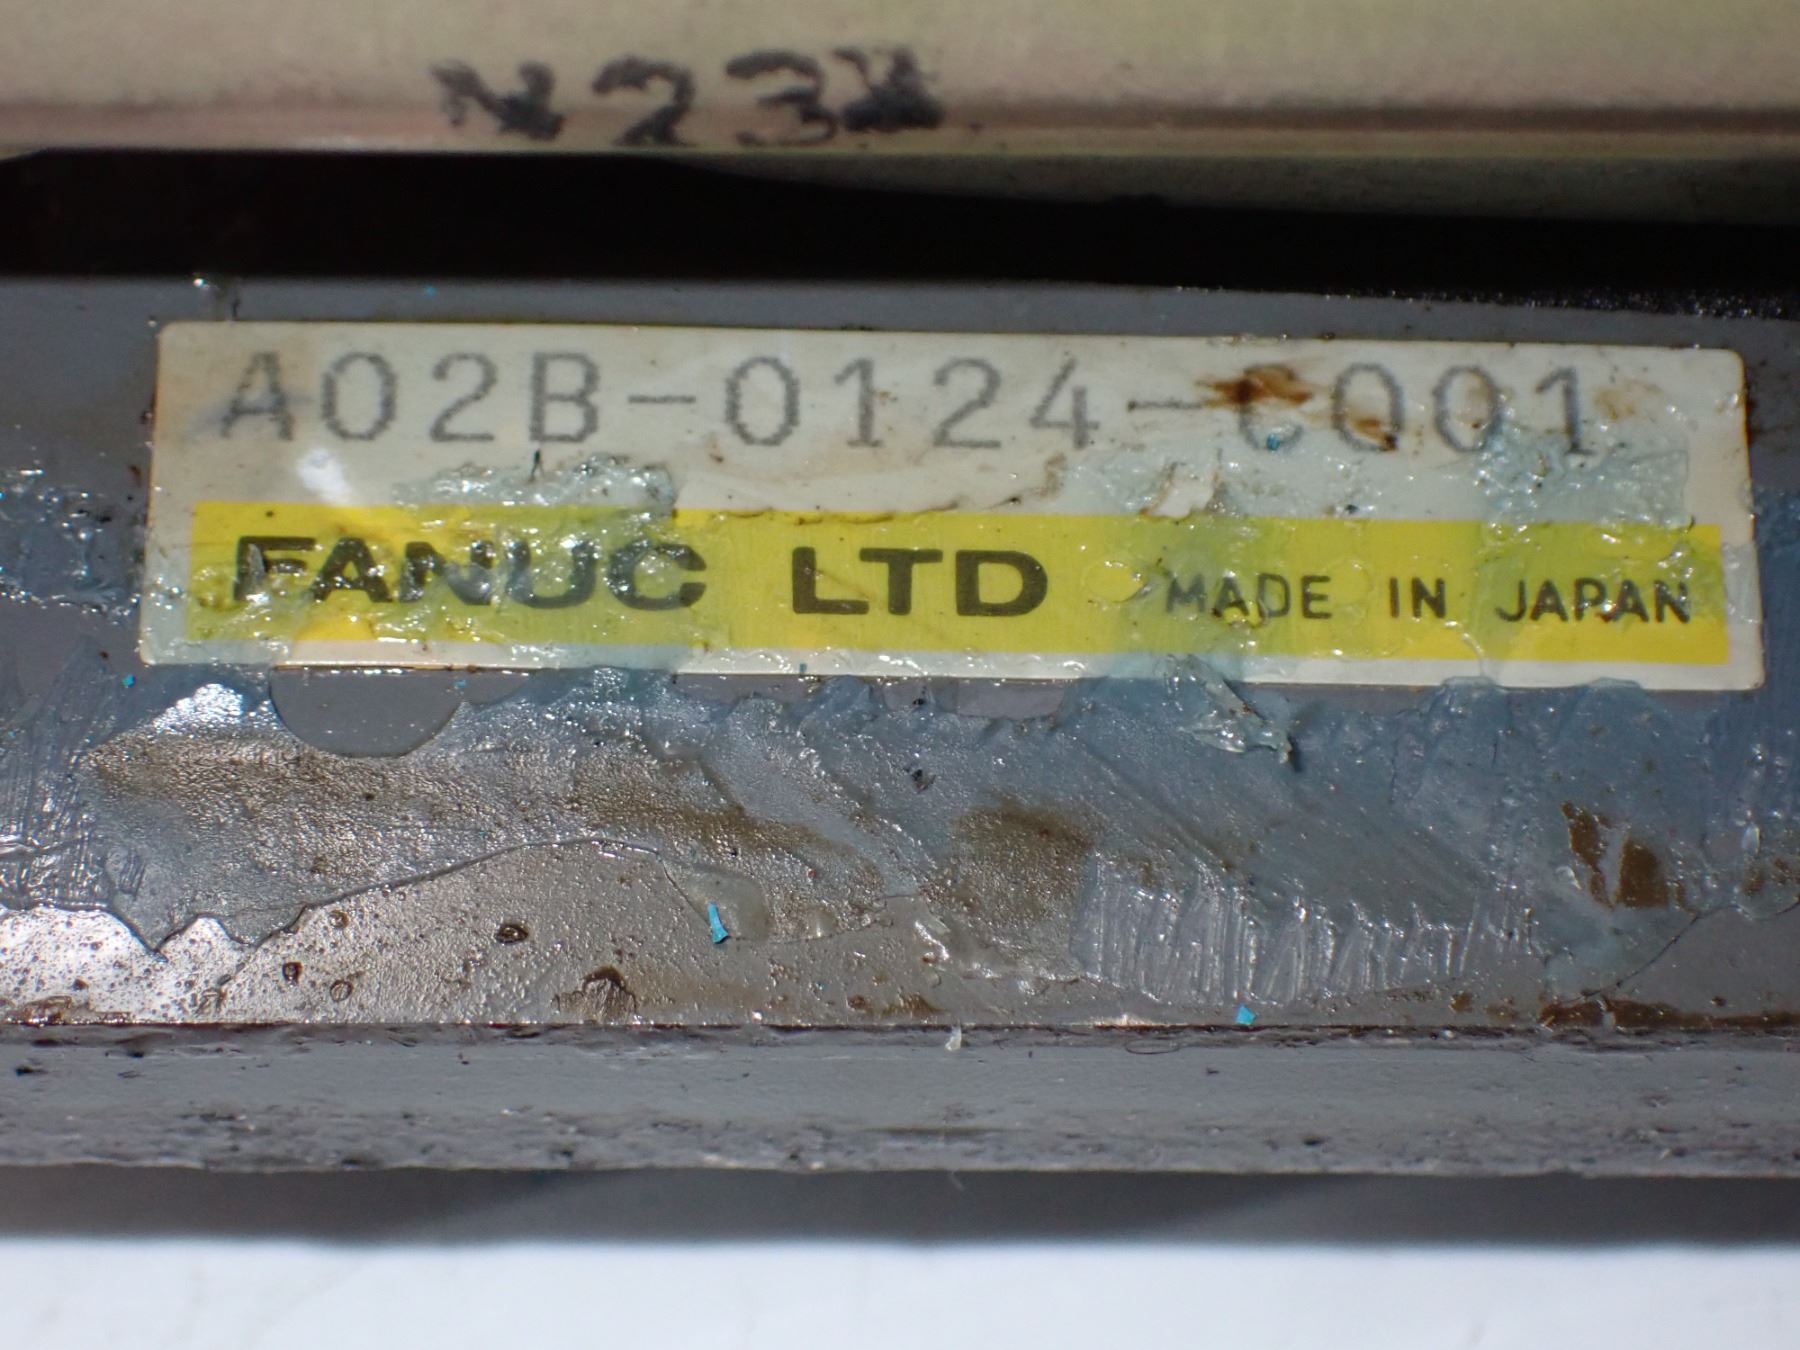 A02B-0124-C001
FANUC LTD MADE IN JAPAN